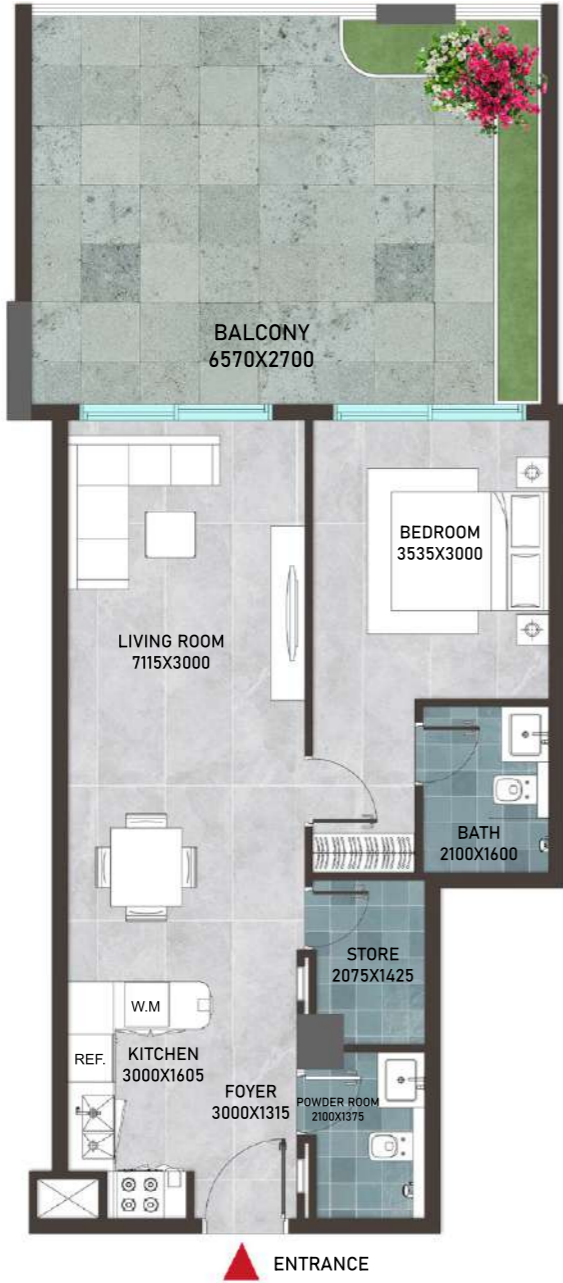 BALCONY
6570X2700
BEDROOM
3535X3000
LIVING ROOM
7115X3000
BATH
2100X1600
STORE
2075X1425
W.M
REF.
KITCHEN
3000X1605
FOYER
3000X1315
POWDER ROOM
2100X1375
ENTRANCE